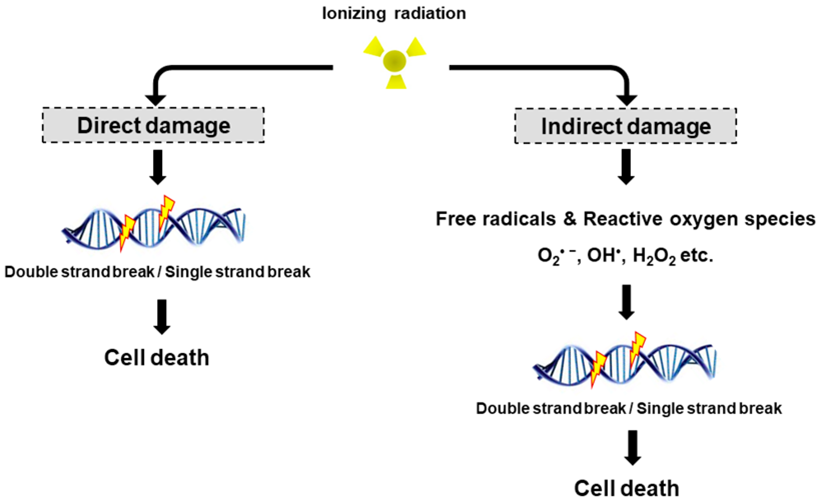 Ionizing radiation
Direct damage
Double strand break / Single strand break
Cell death
Indirect damage
Free radicals & Reactive oxygen species
O₂•⁻, OH•, H₂O₂ etc.
Double strand break / Single strand break
Cell death